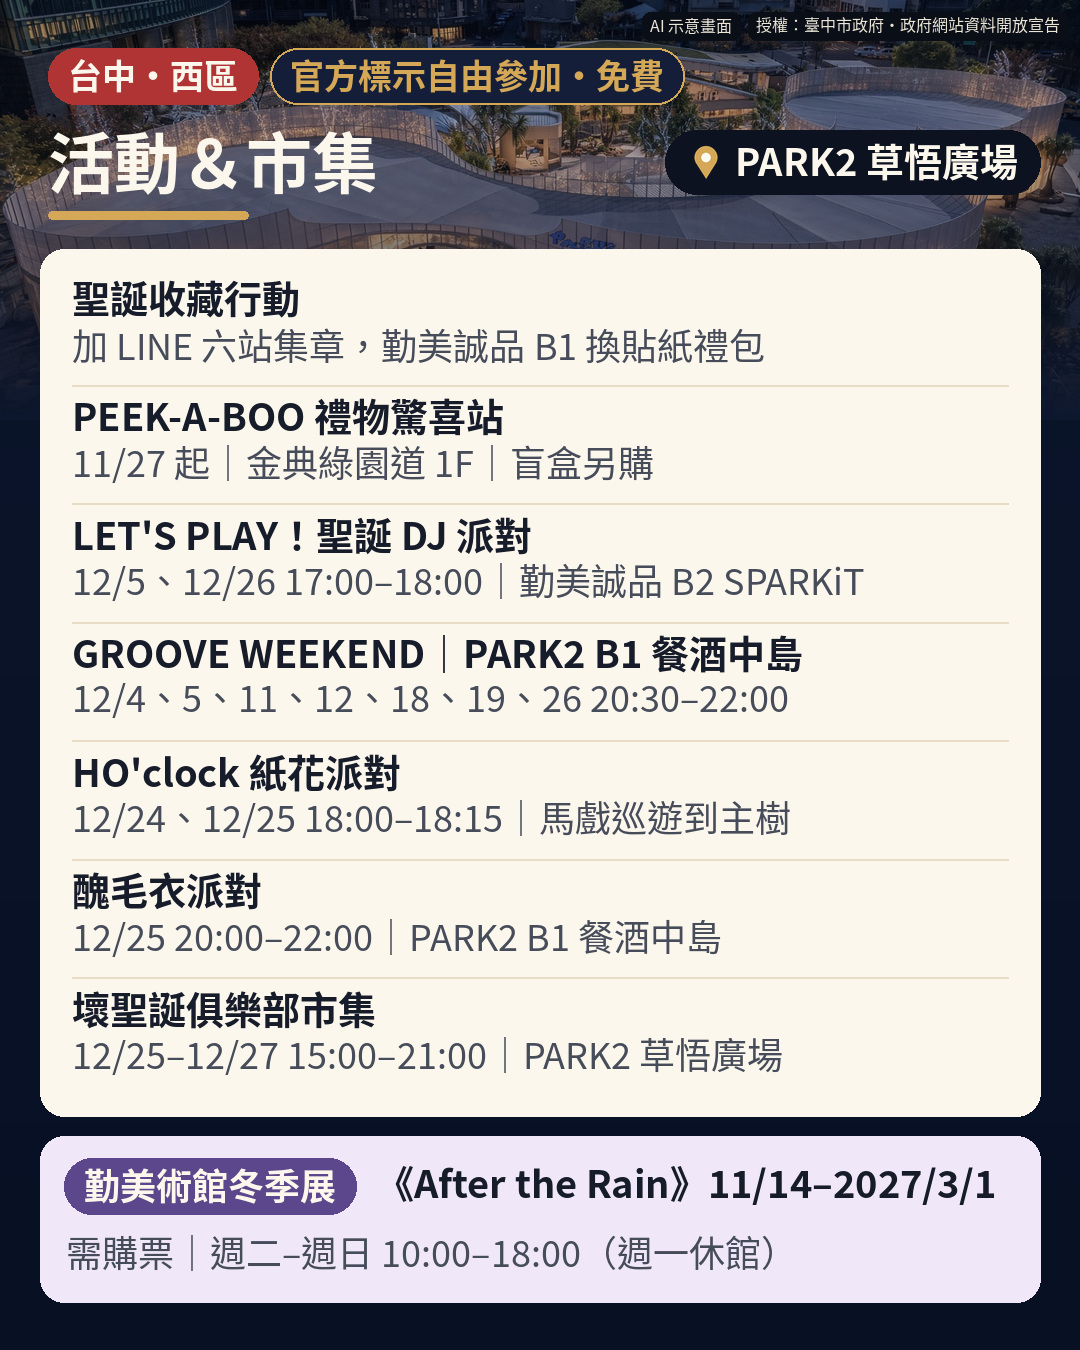 AI 示意畫面　授權：臺中市政府・政府網站資料開放宣告
台中・西區
官方標示自由參加・免費
活動＆市集
PARK2 草悟廣場
聖誕收藏行動
加 LINE 六站集章，勤美誠品 B1 換貼紙禮包
PEEK-A-BOO 禮物驚喜站
11/27 起｜金典綠園道 1F｜盲盒另購
LET'S PLAY！聖誕 DJ 派對
12/5、12/26 17:00–18:00｜勤美誠品 B2 SPARKiT
GROOVE WEEKEND｜PARK2 B1 餐酒中島
12/4、5、11、12、18、19、26 20:30–22:00
HO'clock 紙花派對
12/24、12/25 18:00–18:15｜馬戲巡遊到主樹
醜毛衣派對
12/25 20:00–22:00｜PARK2 B1 餐酒中島
壞聖誕俱樂部市集
12/25–12/27 15:00–21:00｜PARK2 草悟廣場
勤美術館冬季展
《After the Rain》11/14–2027/3/1
需購票｜週二–週日 10:00–18:00（週一休館）